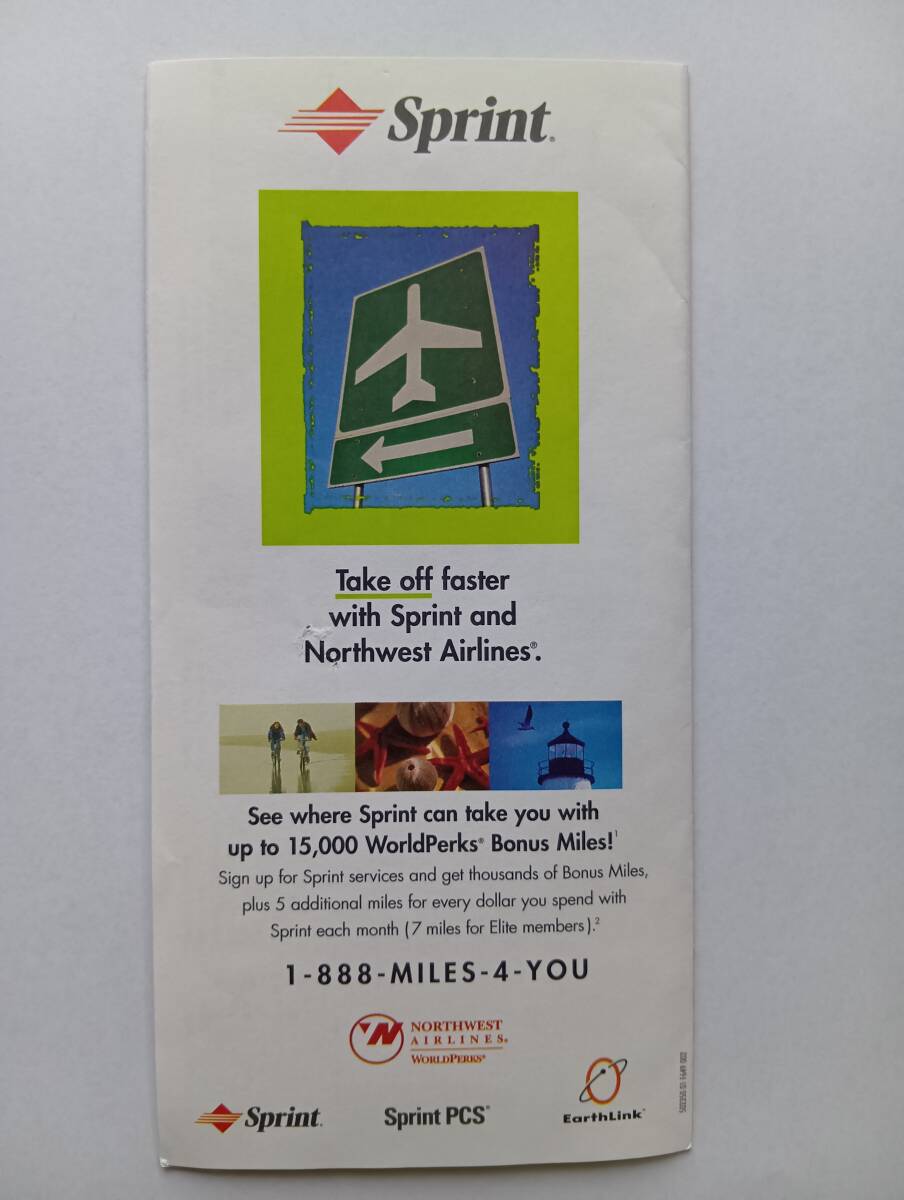 Sprint.
Take off faster
with Sprint and
Northwest Airlines®.
See where Sprint can take you with
up to 15,000 WorldPerks® Bonus Miles!¹
Sign up for Sprint services and get thousands of Bonus Miles,
plus 5 additional miles for every dollar you spend with
Sprint each month (7 miles for Elite members).²
1-888-MILES-4-YOU
NORTHWEST
AIRLINES®
WORLDPERKS®
Sprint.
Sprint PCS®
EarthLink™